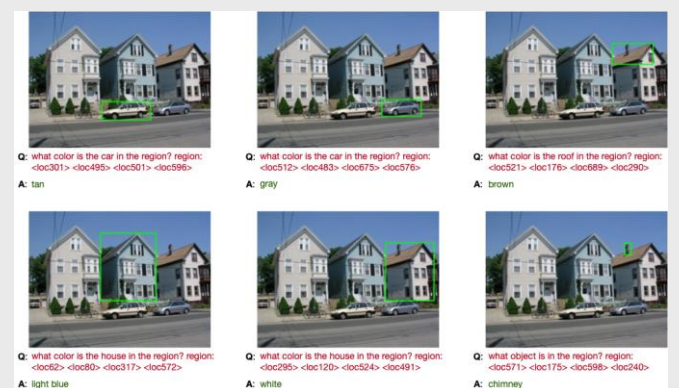 Q: what color is the car in the region? region:
<loc301> <loc495> <loc501> <loc596>
A: tan
Q: what color is the car in the region? region:
<loc512> <loc483> <loc675> <loc576>
A: gray
Q: what color is the roof in the region? region:
<loc521> <loc176> <loc689> <loc290>
A: brown
Q: what color is the house in the region? region:
<loc62> <loc80> <loc317> <loc572>
A: light blue
Q: what color is the house in the region? region:
<loc295> <loc120> <loc524> <loc491>
A: white
Q: what object is in the region? region:
<loc571> <loc175> <loc598> <loc240>
A: chimney